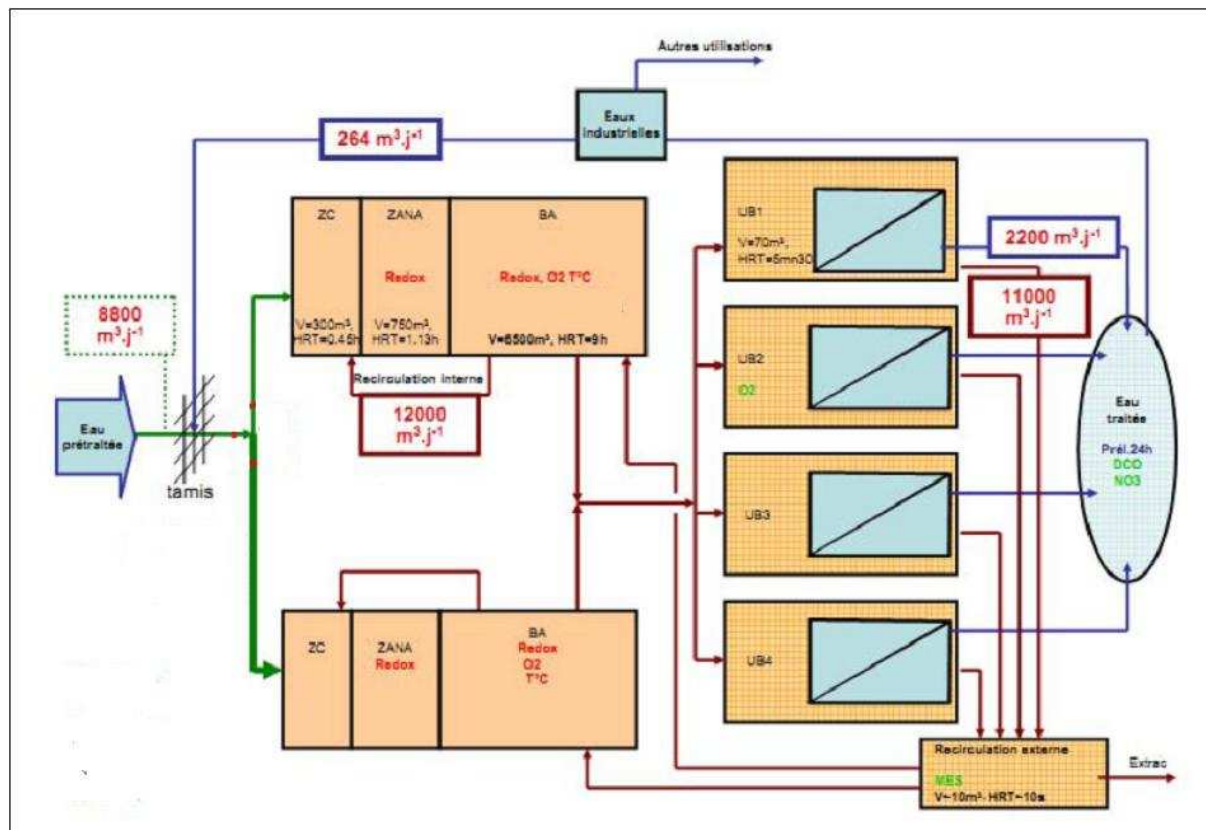 Autres utilisations
Eaux
industrielles
264 m³.j⁻¹
ZC
ZANA
BA
Redox
Redox, O2 T°C
V=300m³,
HRT=0.45h
V=750m³,
HRT=1.13h
V=6500m³, HRT=9h
Recirculation interne
12000
m³.j⁻¹
8800
m³.j⁻¹
Eau
prétraitée
tamis
UB1
V=70m³,
HRT=5mn30
2200 m³.j⁻¹
11000
m³.j⁻¹
UB2
O2
Eau
traitée
Prél.24h
DCO
NO3
UB3
UB4
ZC
ZANA
Redox
BA
Redox
O2
T°C
Recirculation externe
MES
V~10m³- HRT~10s
Extrac